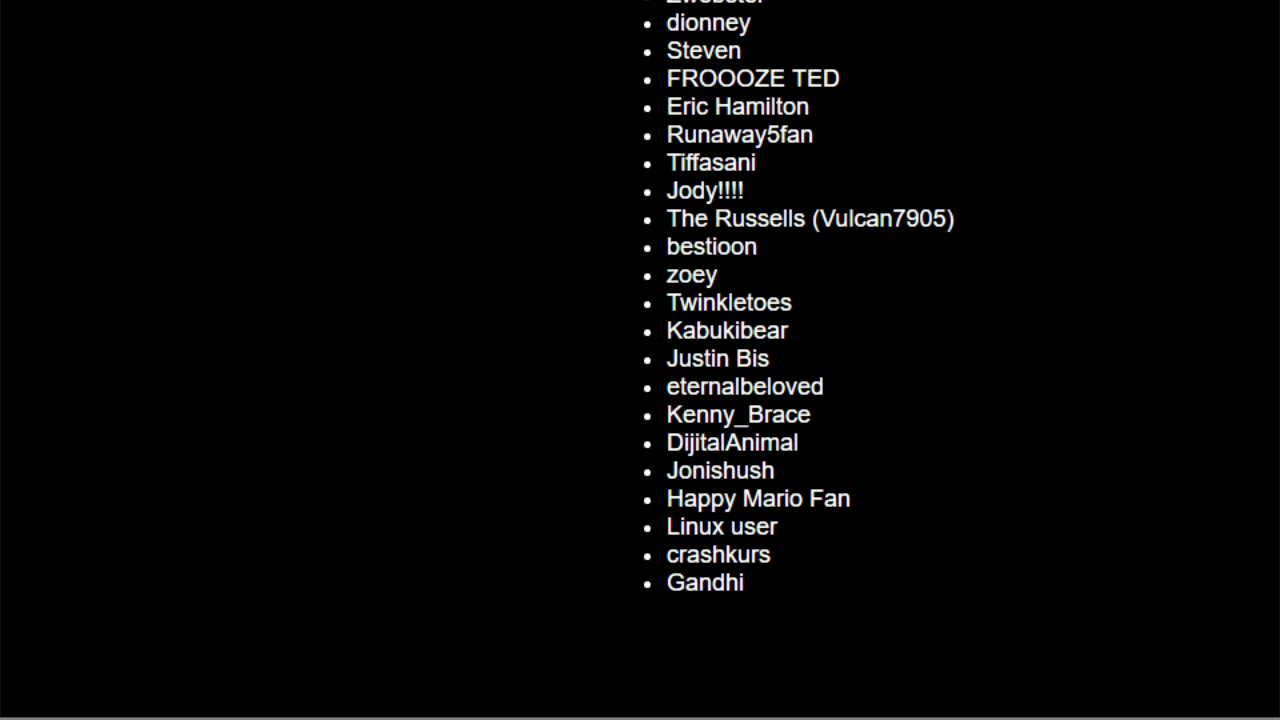 dionney
Steven
FROOOZE TED
Eric Hamilton
Runaway5fan
Tiffasani
Jody!!!!
The Russells (Vulcan7905)
bestioon
zoey
Twinkletoes
Kabukibear
Justin Bis
eternalbeloved
Kenny_Brace
DijitalAnimal
Jonishush
Happy Mario Fan
Linux user
crashkurs
Gandhi